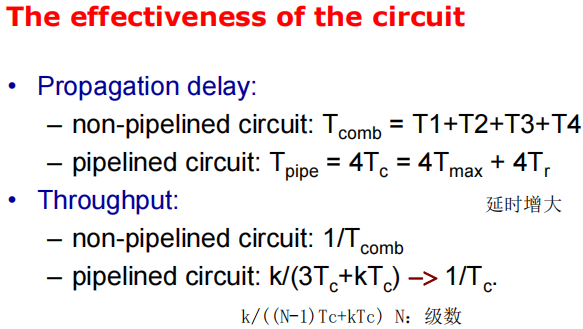 The effectiveness of the circuit
• Propagation delay:
– non-pipelined circuit: Tcomb = T1+T2+T3+T4
– pipelined circuit: Tpipe = 4Tc = 4Tmax + 4Tr
• Throughput:
延时增大
– non-pipelined circuit: 1/Tcomb
– pipelined circuit: k/(3Tc+kTc) –> 1/Tc.
k/((N-1)Tc+kTc) N：级数